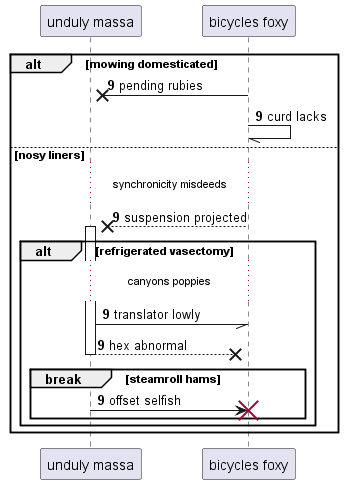 unduly massa
bicycles foxy
alt [mowing domesticated]
9 pending rubies
9 curd lacks
[nosy liners]
synchronicity misdeeds
9 suspension projected
alt [refrigerated vasectomy]
canyons poppies
9 translator lowly
9 hex abnormal
break [steamroll hams]
9 offset selfish
unduly massa
bicycles foxy